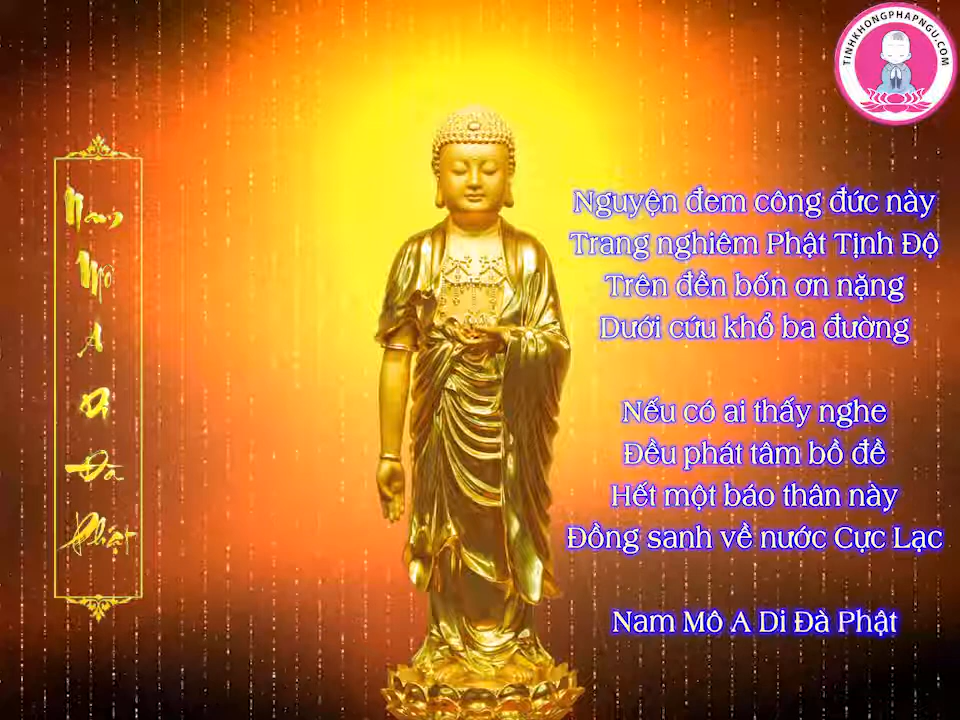 TINHKHONGPHAPNGU.COM
Nam
Mô
A
Di
Đà
Phật
Nguyện đem công đức này
Trang nghiêm Phật Tịnh Độ
Trên đền bốn ơn nặng
Dưới cứu khổ ba đường
Nếu có ai thấy nghe
Đều phát tâm bồ đề
Hết một báo thân này
Đồng sanh về nước Cực Lạc
Nam Mô A Di Đà Phật